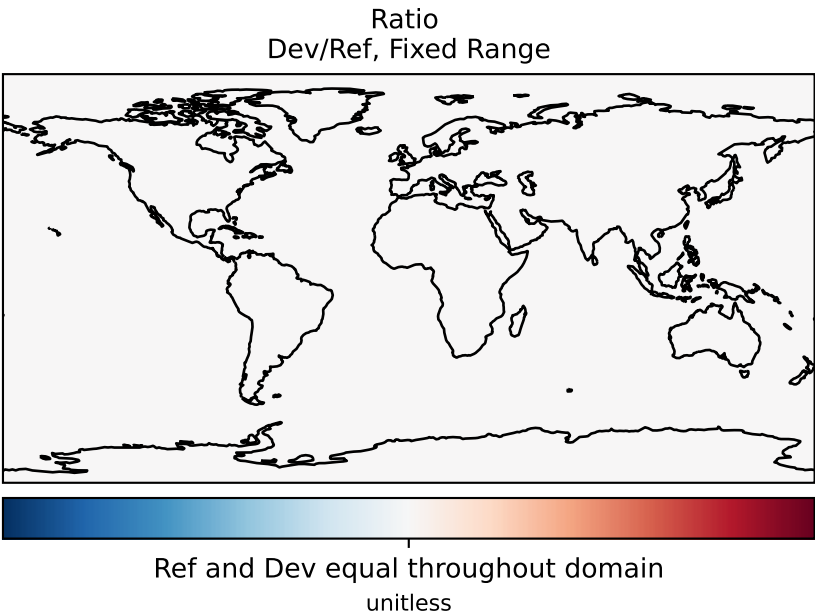 Ratio
Dev/Ref, Fixed Range
Ref and Dev equal throughout domain
unitless